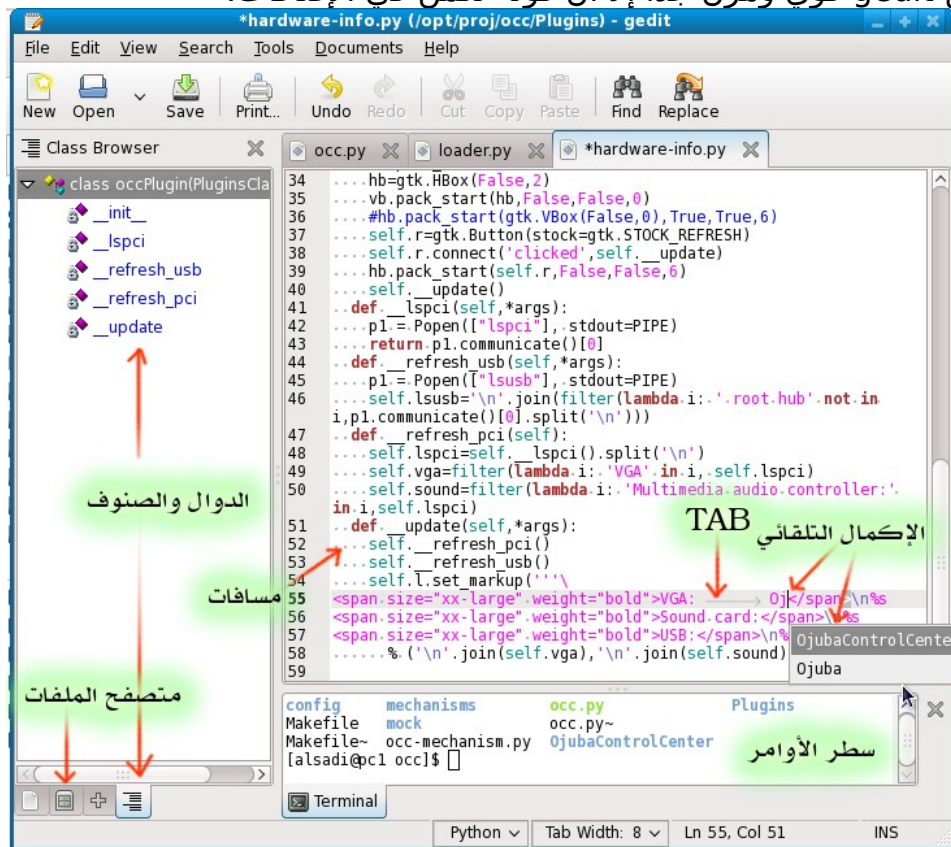 *hardware-info.py (/opt/proj/occ/Plugins) - gedit
File Edit View Search Tools Documents Help
New Open Save Print... Undo Redo Cut Copy Paste Find Replace
Class Browser
occ.py loader.py *hardware-info.py
class occPlugin(PluginsCla
__init__
__lspci
__refresh_usb
__refresh_pci
__update
الدوال والصنوف
متصفح الملفات
34 ....hb=gtk.HBox(False,2)
35 ....vb.pack_start(hb,False,False,0)
36 ....#hb.pack_start(gtk.VBox(False,0),True,True,6)
37 ....self.r=gtk.Button(stock=gtk.STOCK_REFRESH)
38 ....self.r.connect('clicked',self.__update)
39 ....hb.pack_start(self.r,False,False,6)
40 ....self.__update()
41 ..def.__lspci(self,*args):
42 ....p1.=.Popen(["lspci"],.stdout=PIPE)
43 ....return.p1.communicate()[0]
44 ..def.__refresh_usb(self,*args):
45 ....p1.=.Popen(["lsusb"],.stdout=PIPE)
46 ....self.lsusb='\n'.join(filter(lambda.i:.'.root.hub'.not.in.
i,p1.communicate()[0].split('\n')))
47 ..def.__refresh_pci(self):
48 ....self.lspci=self.__lspci().split('\n')
49 ....self.vga=filter(lambda.i:.'VGA'.in.i,.self.lspci)
50 ....self.sound=filter(lambda.i:.'Multimedia.audio.controller:'.
in.i,self.lspci)
51 ..def.__update(self,*args):
52 ....self.__refresh_pci()
53 ....self.__refresh_usb()
54 ....self.l.set_markup('''\
55 <span.size="xx-large".weight="bold">VGA: Oj</span>\n%s
56 <span.size="xx-large".weight="bold">Sound.card:</span>\n%s
57 <span.size="xx-large".weight="bold">USB:</span>\n%
58 ......%.('\n'.join(self.vga),'\n'.join(self.sound)
59
TAB
الإكمال التلقائي
مسافات
OjubaControlCente
Ojuba
config mechanisms occ.py Plugins
Makefile mock occ.py~
Makefile~ occ-mechanism.py OjubaControlCenter
[alsadi@pc1 occ]$
سطر الأوامر
Terminal
Python Tab Width: 8 Ln 55, Col 51 INS